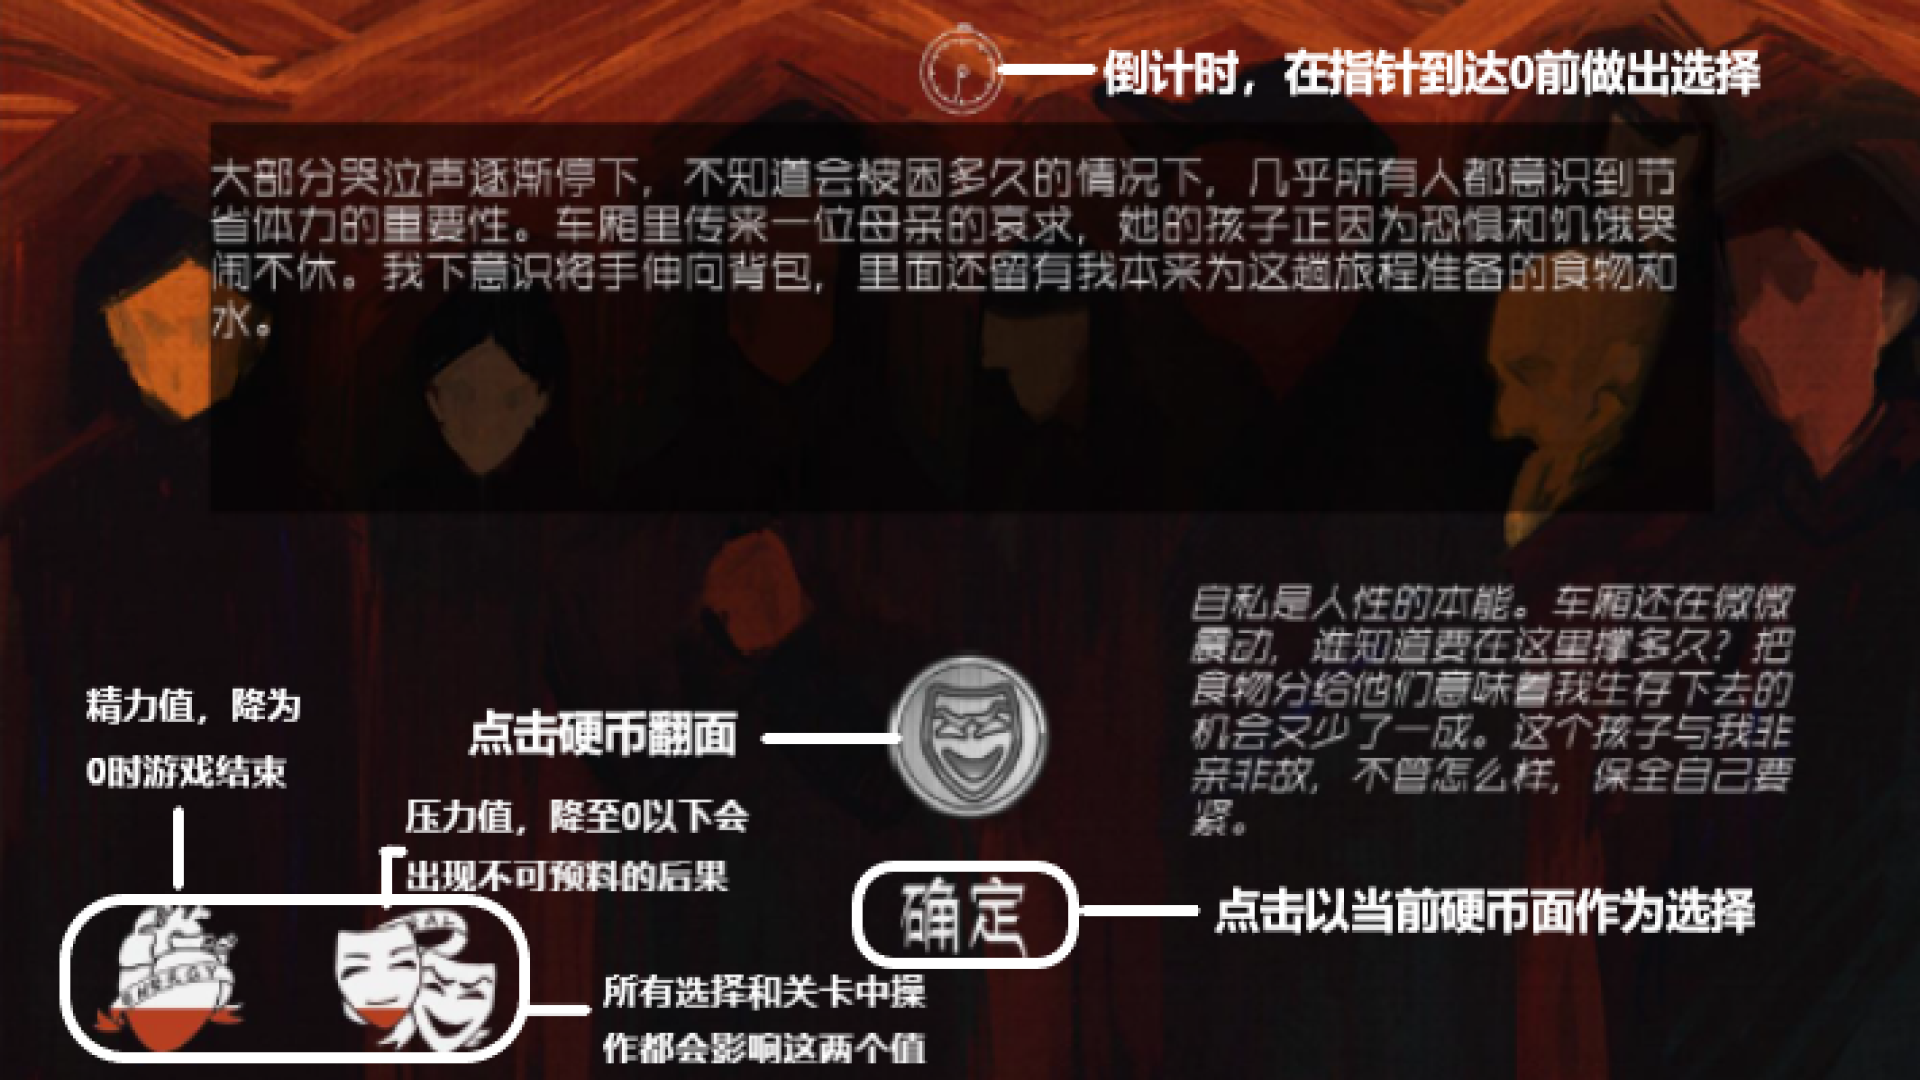 倒计时，在指针到达0前做出选择
大部分哭泣声逐渐停下，不知道会被困多久的情况下，几乎所有人都意识到节
省体力的重要性。车厢里传来一位母亲的哀求，她的孩子正因为恐惧和饥饿哭
闹不休。我下意识将手伸向背包，里面还留有我本来为这趟旅程准备的食物和
水。
自私是人性的本能。车厢还在微微
震动，谁知道要在这里撑多久？把
食物分给他们意味着我生存下去的
机会又少了一成。这个孩子与我非
亲非故，不管怎么样，保全自己要
紧。
精力值，降为
0时游戏结束
点击硬币翻面
压力值，降至0以下会
出现不可预料的后果
确定
点击以当前硬币面作为选择
ENERGY
所有选择和关卡中操
作都会影响这两个值